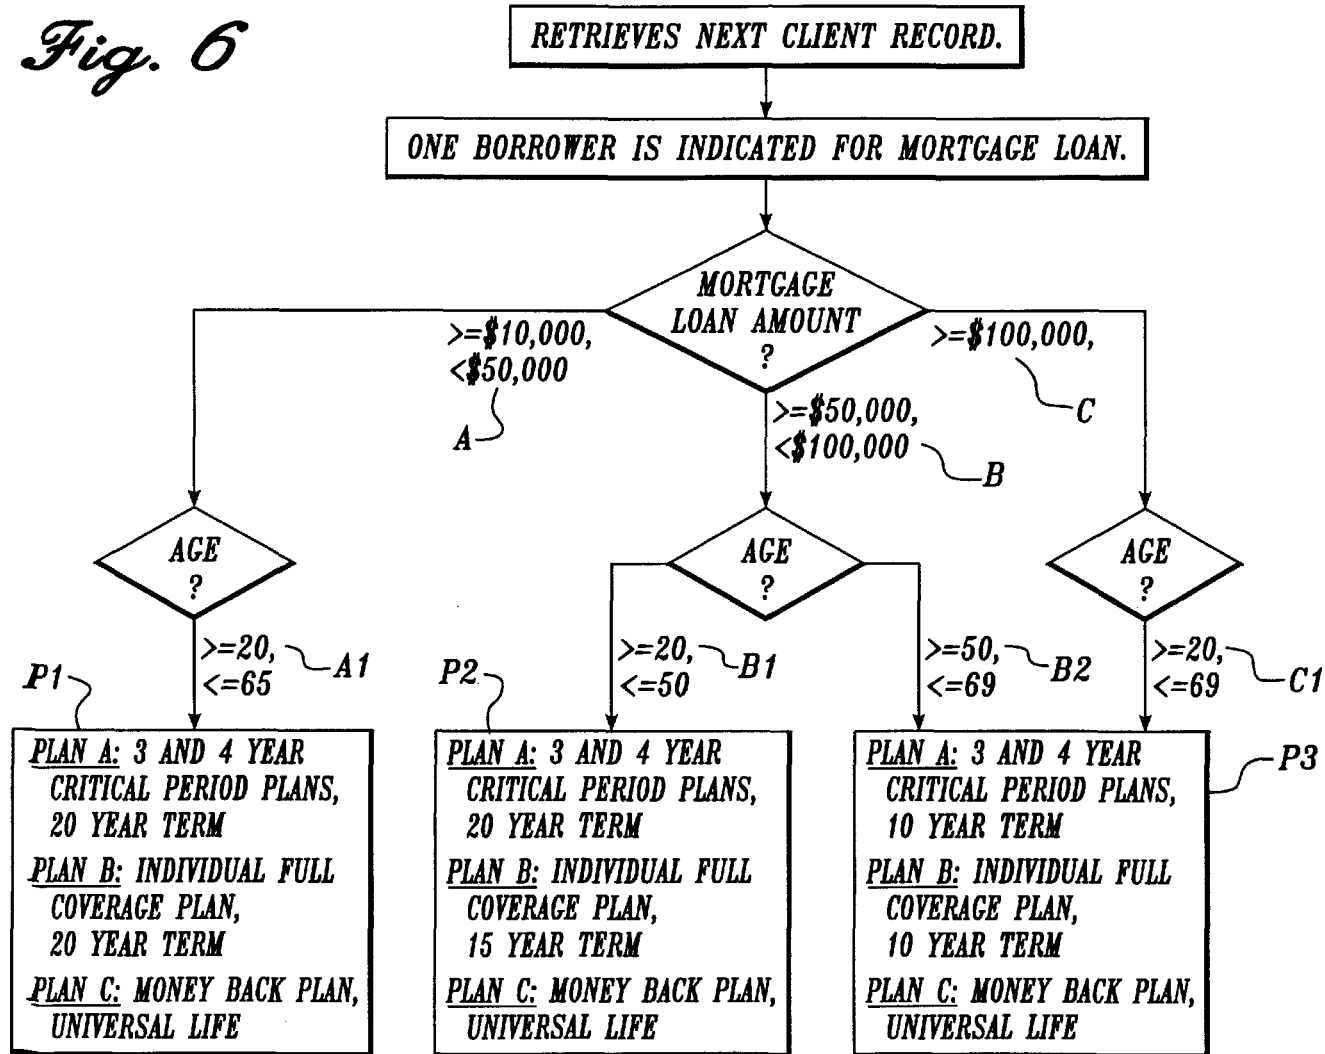 Fig. 6
RETRIEVES NEXT CLIENT RECORD.
ONE BORROWER IS INDICATED FOR MORTGAGE LOAN.
MORTGAGE
LOAN AMOUNT
?
>=$10,000,
<$50,000
A
>=$50,000,
<$100,000
B
>=$100,000,
C
AGE
?
AGE
?
AGE
?
>=20,
<=65
A1
>=20,
<=50
B1
>=50,
<=69
B2
>=20,
<=69
C1
P1
PLAN A: 3 AND 4 YEAR
CRITICAL PERIOD PLANS,
20 YEAR TERM
PLAN B: INDIVIDUAL FULL
COVERAGE PLAN,
20 YEAR TERM
PLAN C: MONEY BACK PLAN,
UNIVERSAL LIFE
P2
PLAN A: 3 AND 4 YEAR
CRITICAL PERIOD PLANS,
20 YEAR TERM
PLAN B: INDIVIDUAL FULL
COVERAGE PLAN,
15 YEAR TERM
PLAN C: MONEY BACK PLAN,
UNIVERSAL LIFE
P3
PLAN A: 3 AND 4 YEAR
CRITICAL PERIOD PLANS,
10 YEAR TERM
PLAN B: INDIVIDUAL FULL
COVERAGE PLAN,
10 YEAR TERM
PLAN C: MONEY BACK PLAN,
UNIVERSAL LIFE